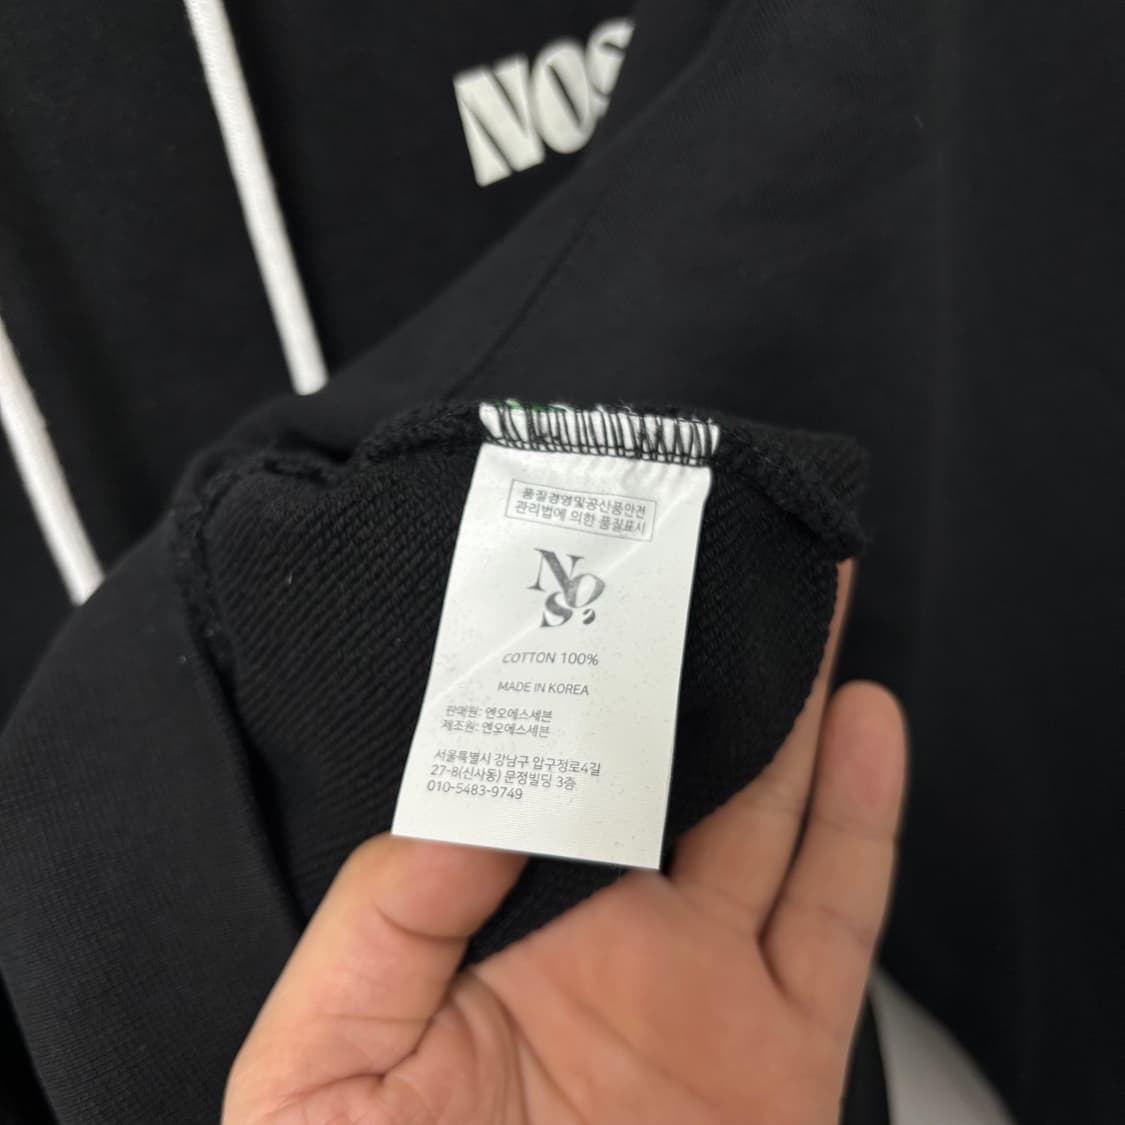 NOS
품질경영및공산품안전
관리법에 의한 품질표시
NOS7
COTTON 100%
MADE IN KOREA
판매원: 엔오에스세븐
제조원: 엔오에스세븐
서울특별시 강남구 압구정로4길
27-8(신사동) 문정빌딩 3층
010-5483-9749